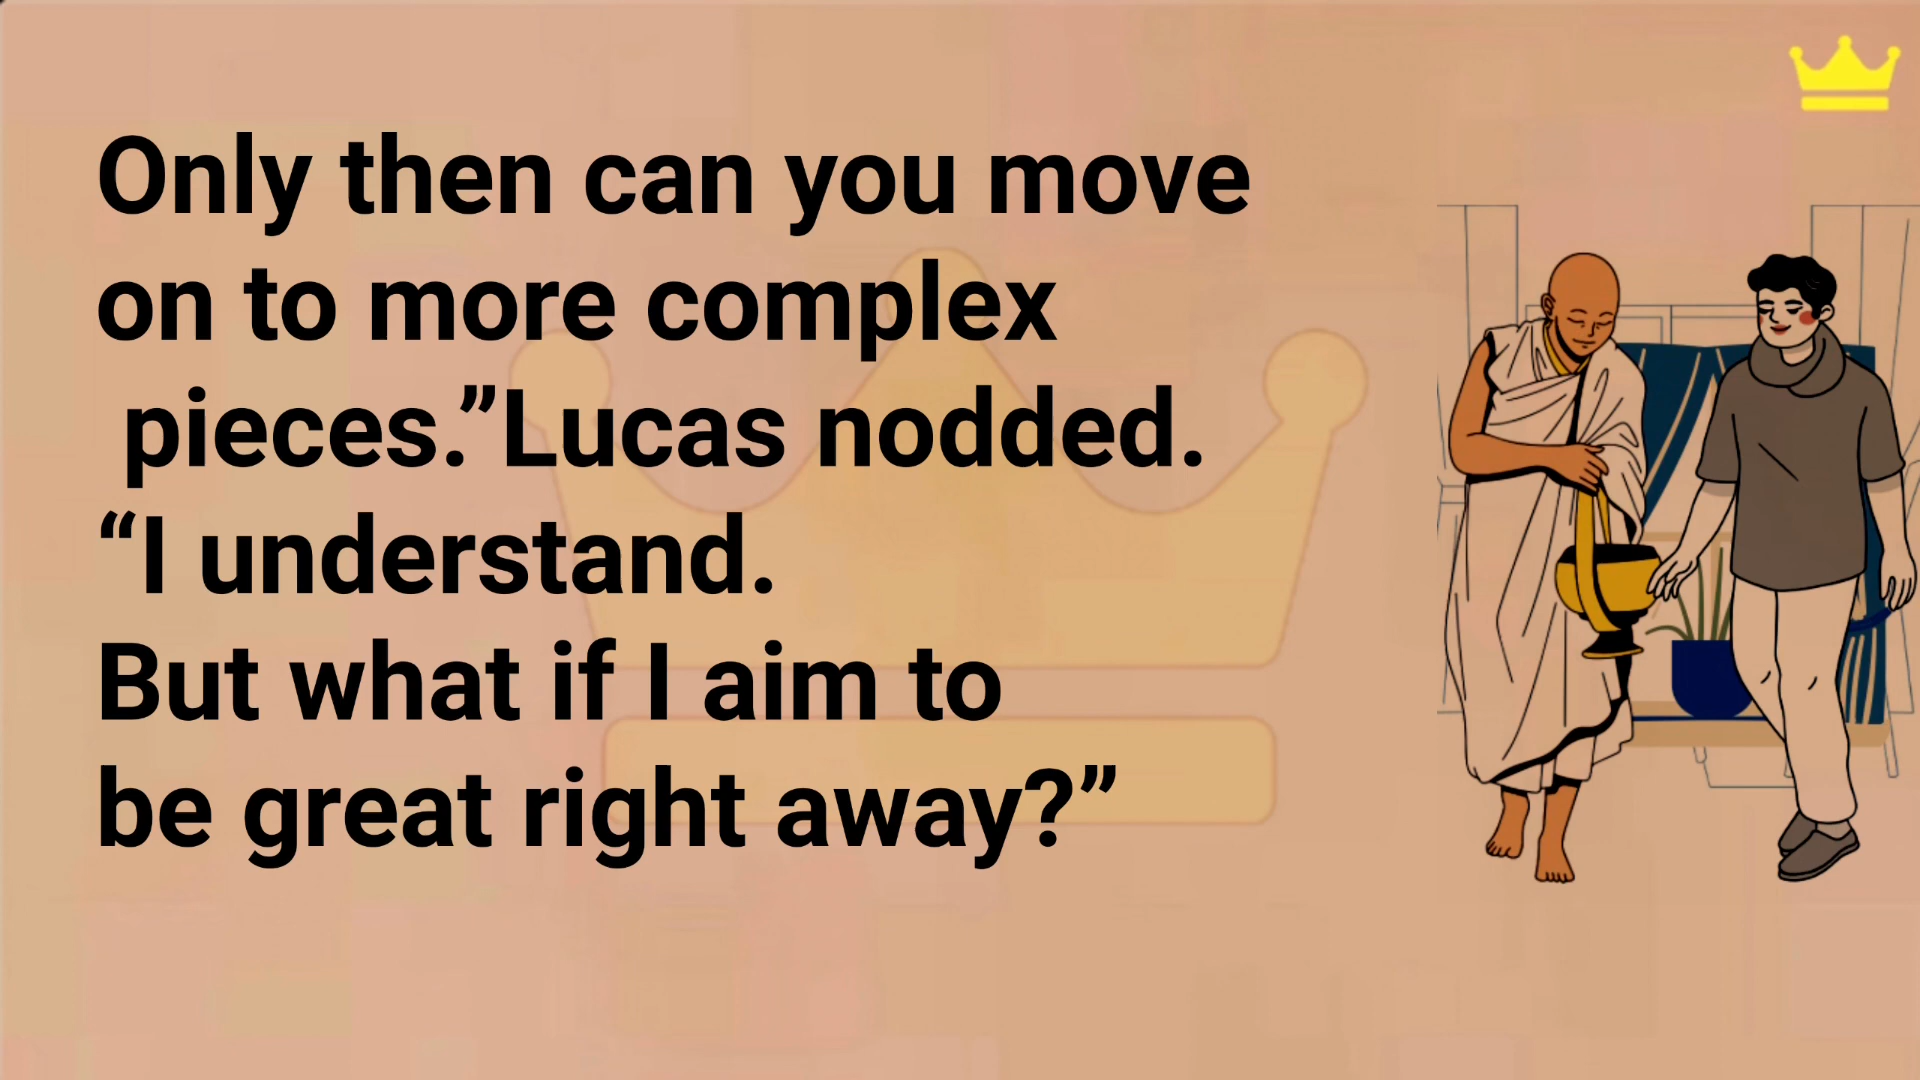 Only then can you move
on to more complex
pieces.”Lucas nodded.
“I understand.
But what if I aim to
be great right away?”